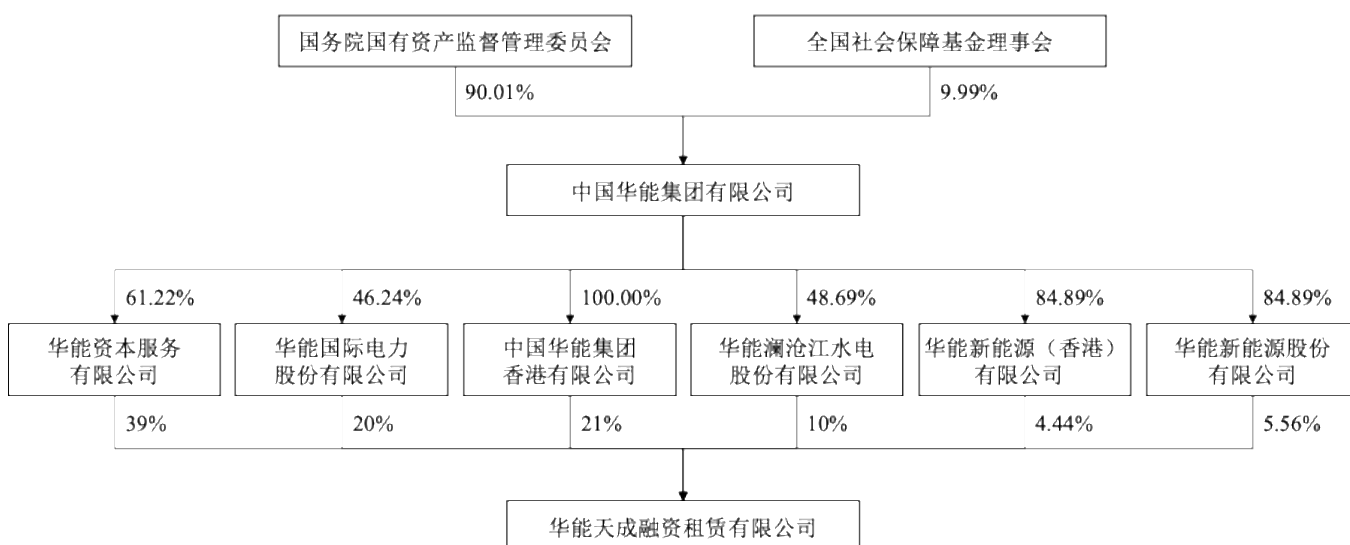 国务院国有资产监督管理委员会
全国社会保障基金理事会
90.01%
9.99%
中国华能集团有限公司
61.22%
46.24%
100.00%
48.69%
84.89%
84.89%
华能资本服务
有限公司
华能国际电力
股份有限公司
中国华能集团
香港有限公司
华能澜沧江水电
股份有限公司
华能新能源（香港）
有限公司
华能新能源股份
有限公司
39%
20%
21%
10%
4.44%
5.56%
华能天成融资租赁有限公司